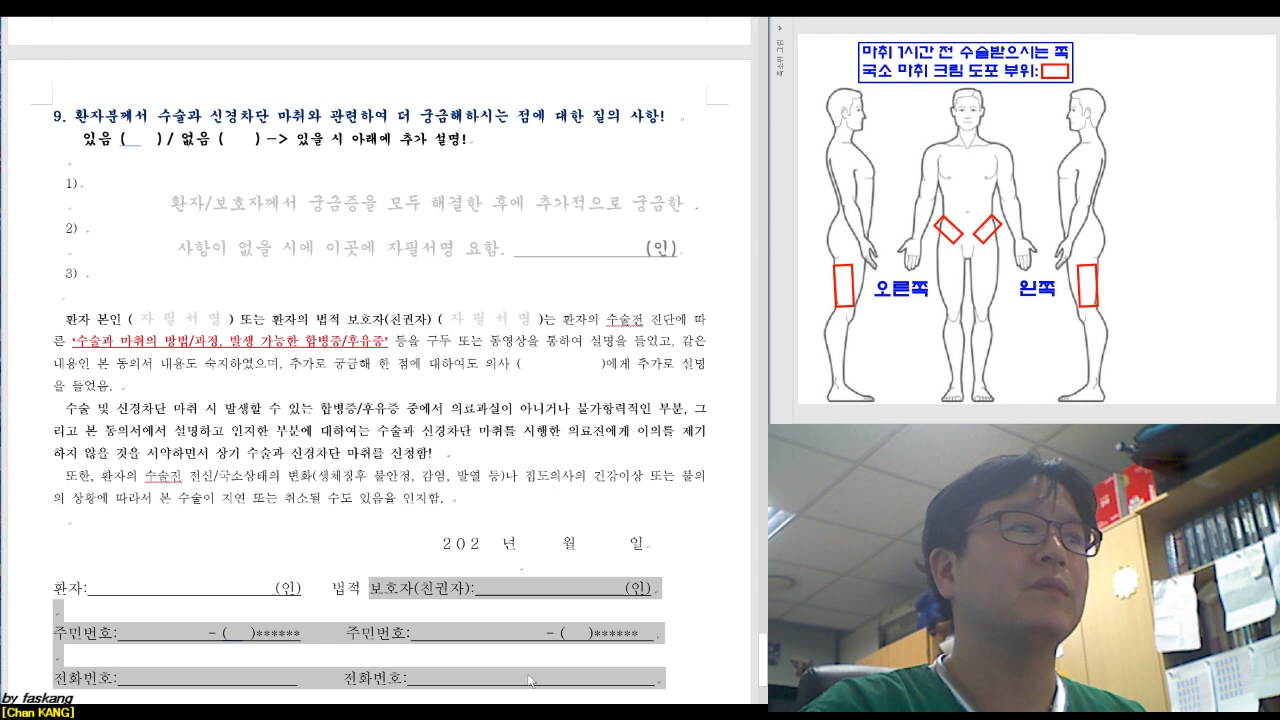 9. 환자분께서 수술과 신경차단 마취와 관련하여 더 궁금해하시는 점에 대한 질의 사항!
있음 (    ) / 없음 (    ) -> 있을 시 아래에 추가 설명!
1)
환자/보호자께서 궁금증을 모두 해결한 후에 추가적으로 궁금한
2)
사항이 없을 시에 이곳에 자필서명 요함. ____________(인)
3)
환자 본인 ( 자 필 서 명 ) 또는 환자의 법적 보호자(친권자) ( 자 필 서 명 )는 환자의 수술전 진단에 따
른 '수술과 마취의 방법/과정, 발생 가능한 합병증/후유증' 등을 구두 또는 동영상을 통하여 설명을 들었고, 같은
내용인 본 동의서 내용도 숙지하였으며, 추가로 궁금해 한 점에 대하여도 의사 (            )에게 추가로 설명
을 들었음.
수술 및 신경차단 마취 시 발생할 수 있는 합병증/후유증 중에서 의료과실이 아니거나 불가항력적인 부분, 그
리고 본 동의서에서 설명하고 인지한 부분에 대하여는 수술과 신경차단 마취를 시행한 의료진에게 이의를 제기
하지 않을 것을 서약하면서 상기 수술과 신경차단 마취를 신청함!
또한, 환자의 수술전 전신/국소상태의 변화(생체징후 불안정, 감염, 발열 등)나 집도의사의 건강이상 또는 불의
의 상황에 따라서 본 수술이 지연 또는 취소될 수도 있음을 인지함.
202   년      월      일
환자:____________________(인)    법적 보호자(친권자):____________________(인)
주민번호:__________ - (   )******    주민번호:__________ - (   )******
전화번호:____________________    전화번호:____________________
by faskang
[Chan KANG]
마취 1시간 전 수술받으시는 쪽
국소 마취 크림 도포 부위:
오른쪽
왼쪽